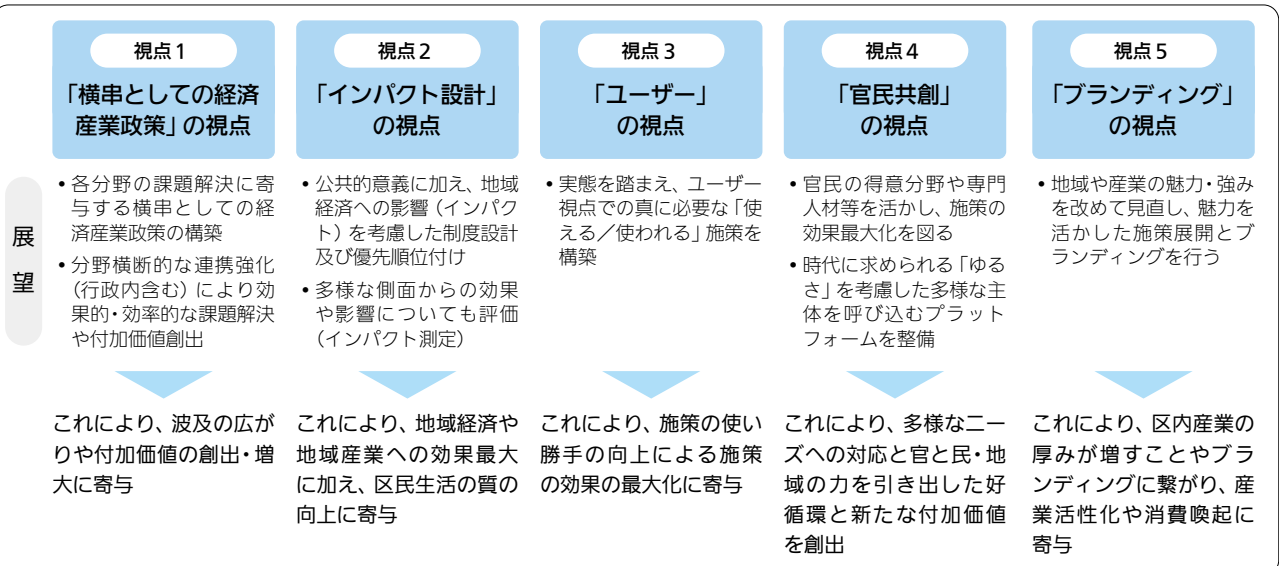 視点1
「横串としての経済
産業政策」の視点
視点2
「インパクト設計」
の視点
視点3
「ユーザー」
の視点
視点4
「官民共創」
の視点
視点5
「ブランディング」
の視点
展
望
•各分野の課題解決に寄
与する横串としての経
済産業政策の構築
•分野横断的な連携強化
(行政内含む)により効
果的・効率的な課題解決
や付加価値創出
•公共的意義に加え、地域
経済への影響(インパク
ト)を考慮した制度設計
及び優先順位付け
•多様な側面からの効果
や影響についても評価
(インパクト測定)
•実態を踏まえ、ユーザー
視点での真に必要な「使
える/使われる」施策を
構築
•官民の得意分野や専門
人材等を活かし、施策の
効果最大化を図る
•時代に求められる「ゆる
さ」を考慮した多様な主
体を呼び込むプラット
フォームを整備
•地域や産業の魅力・強み
を改めて見直し、魅力を
活かした施策展開とブ
ランディングを行う
これにより、波及の広が
りや付加価値の創出・増
大に寄与
これにより、地域経済や
地域産業への効果最大
に加え、区民生活の質の
向上に寄与
これにより、施策の使い
勝手の向上による施策
の効果の最大化に寄与
これにより、多様なニー
ズへの対応と官と民・地
域の力を引き出した好
循環と新たな付加価値
を創出
これにより、区内産業の
厚みが増すことやブラ
ンディングに繋がり、産
業活性化や消費喚起に
寄与